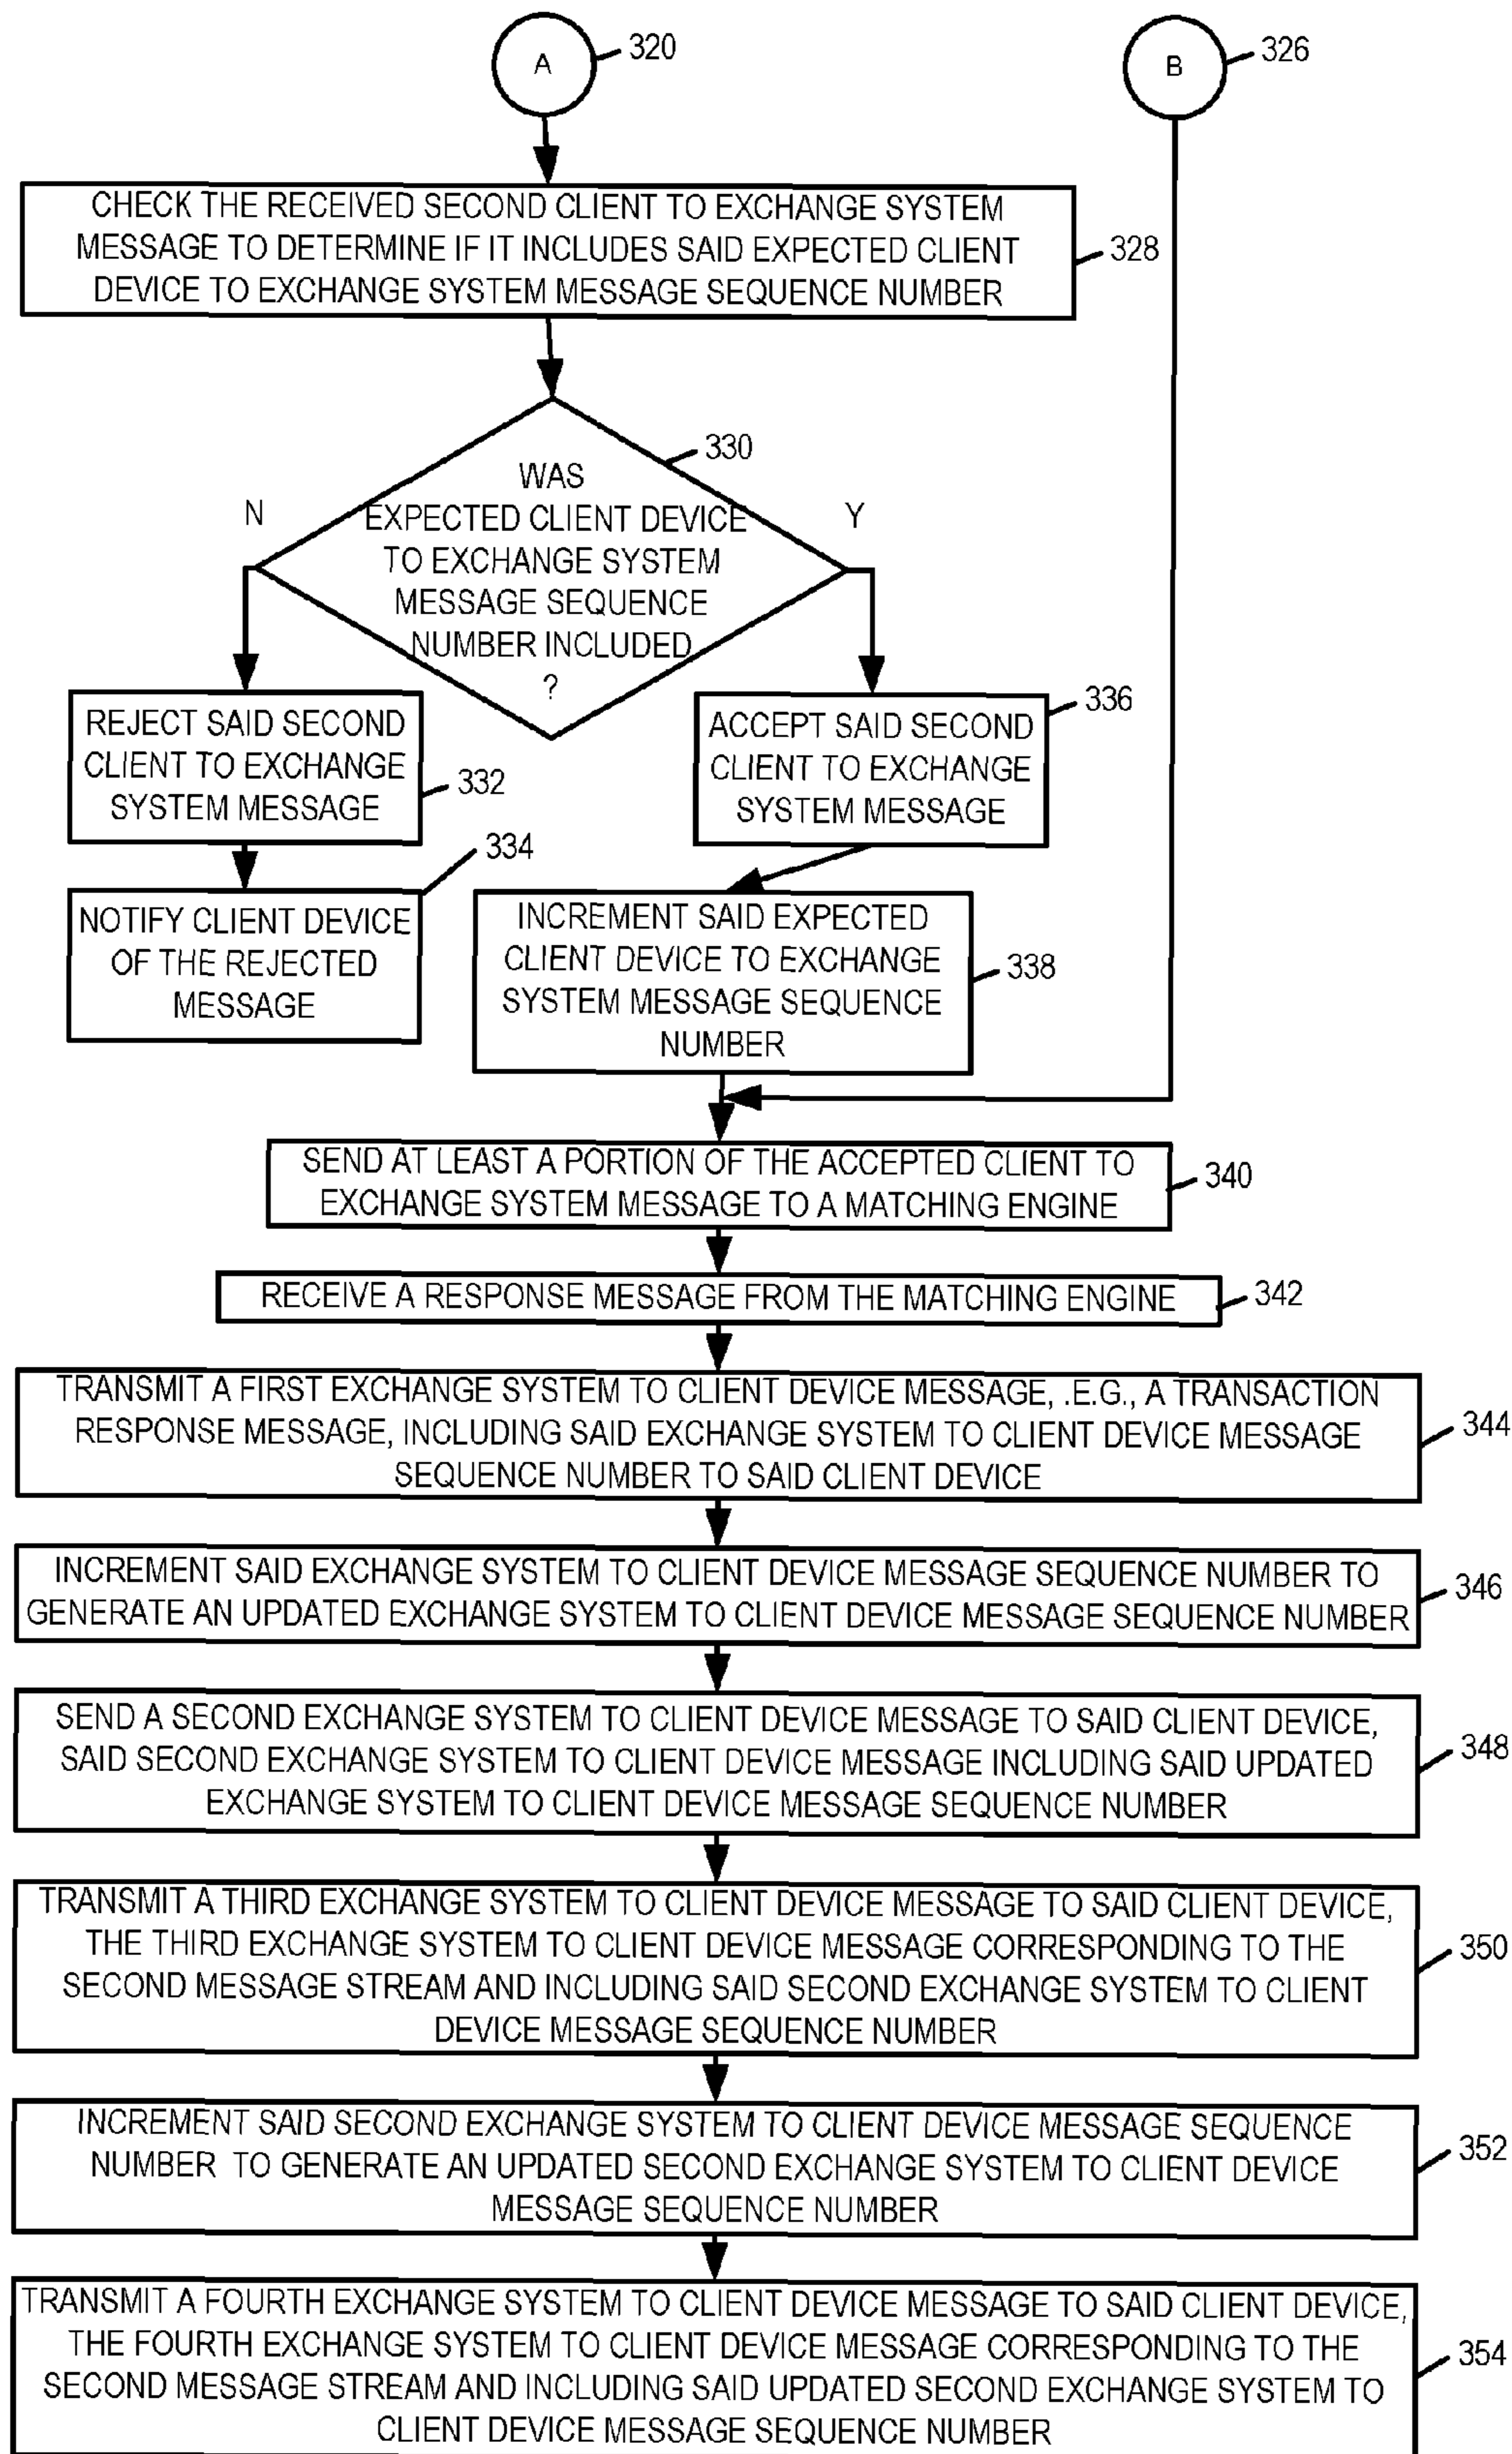 A
320
B
326
CHECK THE RECEIVED SECOND CLIENT TO EXCHANGE SYSTEM
MESSAGE TO DETERMINE IF IT INCLUDES SAID EXPECTED CLIENT
DEVICE TO EXCHANGE SYSTEM MESSAGE SEQUENCE NUMBER
328
330
WAS
EXPECTED CLIENT DEVICE
TO EXCHANGE SYSTEM
MESSAGE SEQUENCE
NUMBER INCLUDED
?
N
Y
REJECT SAID SECOND
CLIENT TO EXCHANGE
SYSTEM MESSAGE
332
ACCEPT SAID SECOND
CLIENT TO EXCHANGE
SYSTEM MESSAGE
336
334
NOTIFY CLIENT DEVICE
OF THE REJECTED
MESSAGE
INCREMENT SAID EXPECTED
CLIENT DEVICE TO EXCHANGE
SYSTEM MESSAGE SEQUENCE
NUMBER
338
SEND AT LEAST A PORTION OF THE ACCEPTED CLIENT TO
EXCHANGE SYSTEM MESSAGE TO A MATCHING ENGINE
340
RECEIVE A RESPONSE MESSAGE FROM THE MATCHING ENGINE
342
TRANSMIT A FIRST EXCHANGE SYSTEM TO CLIENT DEVICE MESSAGE, .E.G., A TRANSACTION
RESPONSE MESSAGE, INCLUDING SAID EXCHANGE SYSTEM TO CLIENT DEVICE MESSAGE
SEQUENCE NUMBER TO SAID CLIENT DEVICE
344
INCREMENT SAID EXCHANGE SYSTEM TO CLIENT DEVICE MESSAGE SEQUENCE NUMBER TO
GENERATE AN UPDATED EXCHANGE SYSTEM TO CLIENT DEVICE MESSAGE SEQUENCE NUMBER
346
SEND A SECOND EXCHANGE SYSTEM TO CLIENT DEVICE MESSAGE TO SAID CLIENT DEVICE,
SAID SECOND EXCHANGE SYSTEM TO CLIENT DEVICE MESSAGE INCLUDING SAID UPDATED
EXCHANGE SYSTEM TO CLIENT DEVICE MESSAGE SEQUENCE NUMBER
348
TRANSMIT A THIRD EXCHANGE SYSTEM TO CLIENT DEVICE MESSAGE TO SAID CLIENT DEVICE,
THE THIRD EXCHANGE SYSTEM TO CLIENT DEVICE MESSAGE CORRESPONDING TO THE
SECOND MESSAGE STREAM AND INCLUDING SAID SECOND EXCHANGE SYSTEM TO CLIENT
DEVICE MESSAGE SEQUENCE NUMBER
350
INCREMENT SAID SECOND EXCHANGE SYSTEM TO CLIENT DEVICE MESSAGE SEQUENCE
NUMBER TO GENERATE AN UPDATED SECOND EXCHANGE SYSTEM TO CLIENT DEVICE
MESSAGE SEQUENCE NUMBER
352
TRANSMIT A FOURTH EXCHANGE SYSTEM TO CLIENT DEVICE MESSAGE TO SAID CLIENT DEVICE,
THE FOURTH EXCHANGE SYSTEM TO CLIENT DEVICE MESSAGE CORRESPONDING TO THE
SECOND MESSAGE STREAM AND INCLUDING SAID UPDATED SECOND EXCHANGE SYSTEM TO
CLIENT DEVICE MESSAGE SEQUENCE NUMBER
354